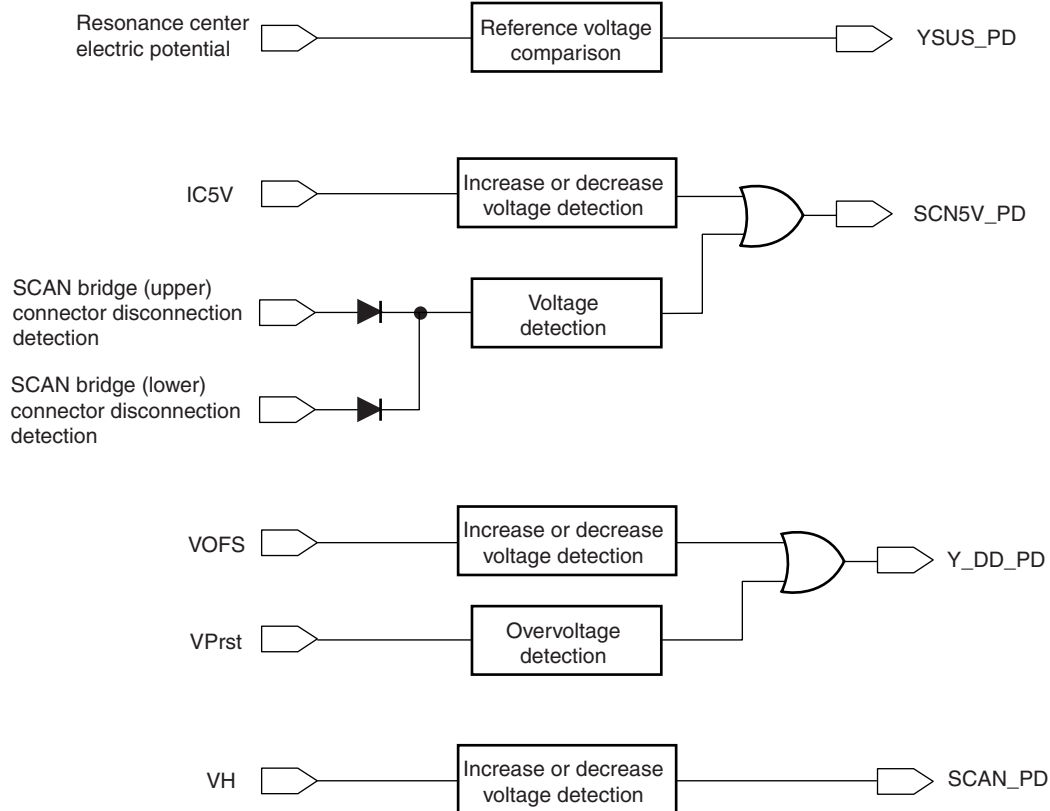 Resonance center
electric potential
Reference voltage
comparison
YSUS_PD
IC5V
Increase or decrease
voltage detection
SCN5V_PD
SCAN bridge (upper)
connector disconnection
detection
Voltage
detection
SCAN bridge (lower)
connector disconnection
detection
VOFS
Increase or decrease
voltage detection
Y_DD_PD
VPrst
Overvoltage
detection
VH
Increase or decrease
voltage detection
SCAN_PD